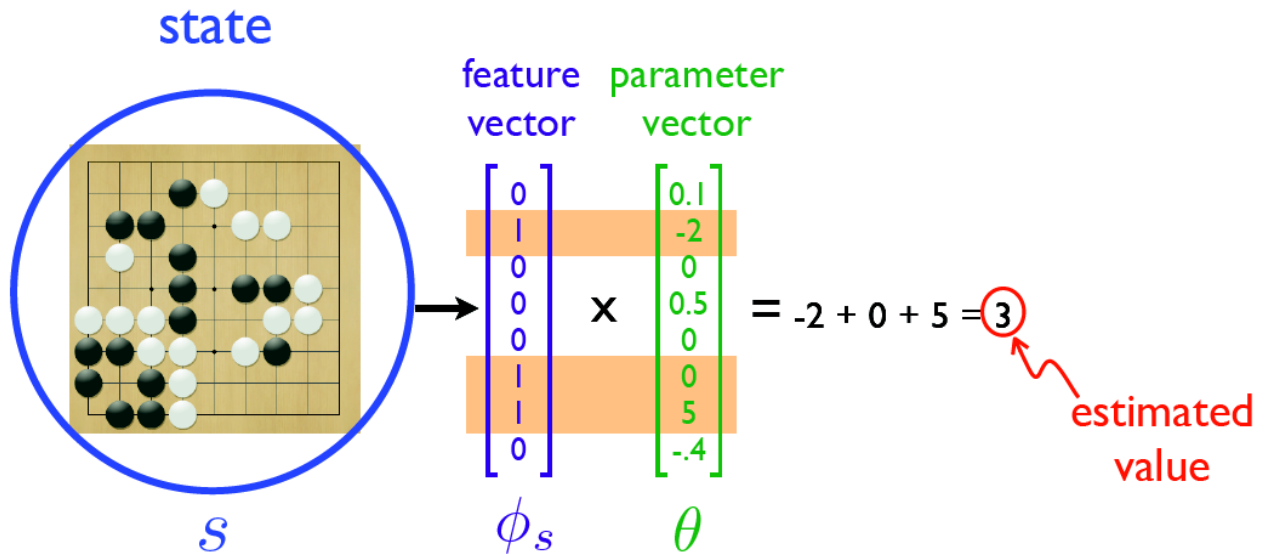 state
feature parameter
vector vector
0 0.1
1 -2
0 0
0 x 0.5 = -2 + 0 + 5 = 3
0 0
1 0
1 5
0 -.4
estimated
value
s ϕs θ